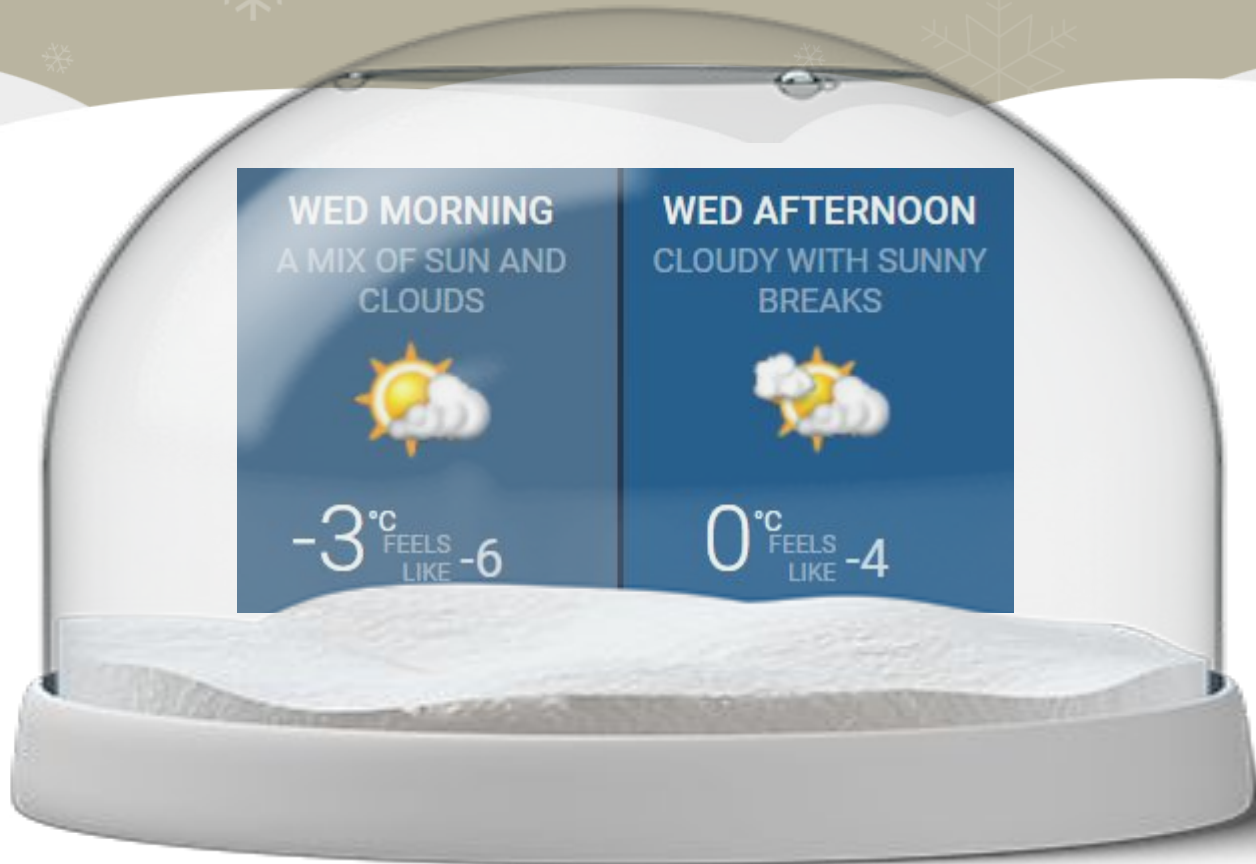 WED MORNING
A MIX OF SUN AND
CLOUDS
-3°C
FEELS
LIKE -6
WED AFTERNOON
CLOUDY WITH SUNNY
BREAKS
0°C
FEELS
LIKE -4